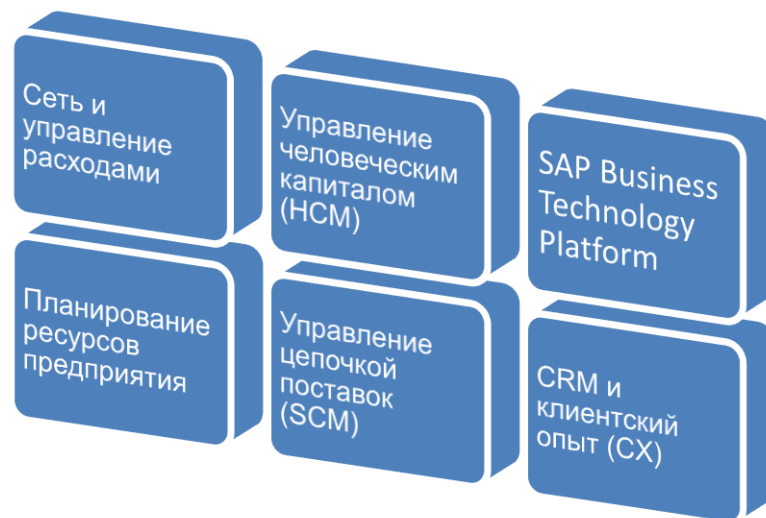 Сеть и
управление
расходами
Управление
человеческим
капиталом
(HCM)
SAP Business
Technology
Platform
Планирование
ресурсов
предприятия
Управление
цепочкой
поставок
(SCM)
CRM и
клиентский
опыт (CX)